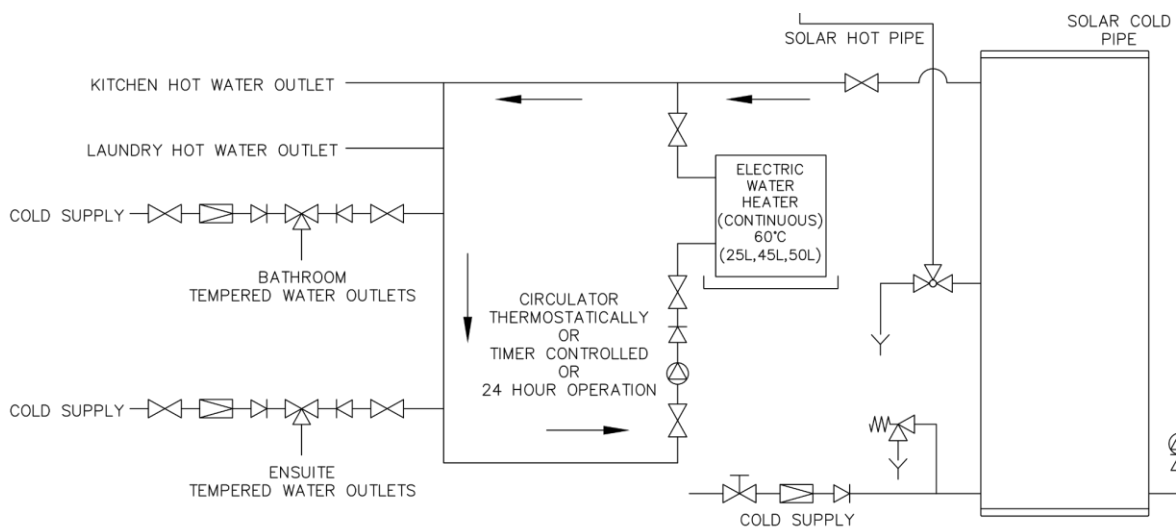 SOLAR HOT PIPE
SOLAR COLD
PIPE
KITCHEN HOT WATER OUTLET
LAUNDRY HOT WATER OUTLET
ELECTRIC
WATER
HEATER
(CONTINUOUS)
60°C
(25L,45L,50L)
COLD SUPPLY
BATHROOM
TEMPERED WATER OUTLETS
CIRCULATOR
THERMOSTATICALLY
OR
TIMER CONTROLLED
OR
24 HOUR OPERATION
COLD SUPPLY
ENSUITE
TEMPERED WATER OUTLETS
COLD SUPPLY